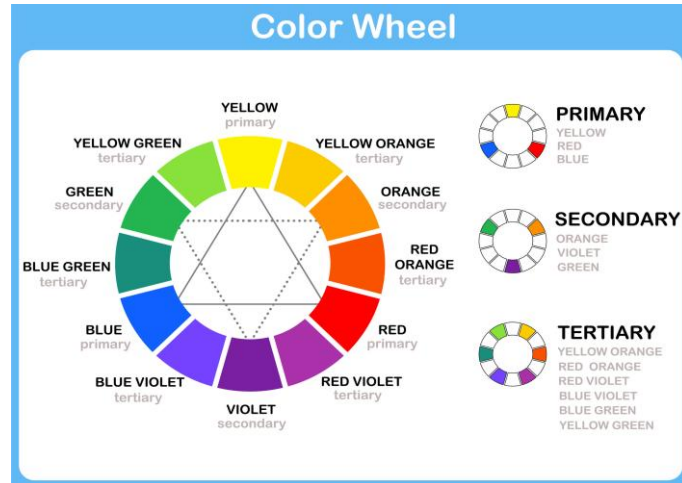 Color Wheel
YELLOW
primary
YELLOW ORANGE
tertiary
ORANGE
secondary
RED
ORANGE
tertiary
RED
primary
RED VIOLET
tertiary
VIOLET
secondary
BLUE VIOLET
tertiary
BLUE
primary
BLUE GREEN
tertiary
GREEN
secondary
YELLOW GREEN
tertiary
PRIMARY
YELLOW
RED
BLUE
SECONDARY
ORANGE
VIOLET
GREEN
TERTIARY
YELLOW ORANGE
RED ORANGE
RED VIOLET
BLUE VIOLET
BLUE GREEN
YELLOW GREEN